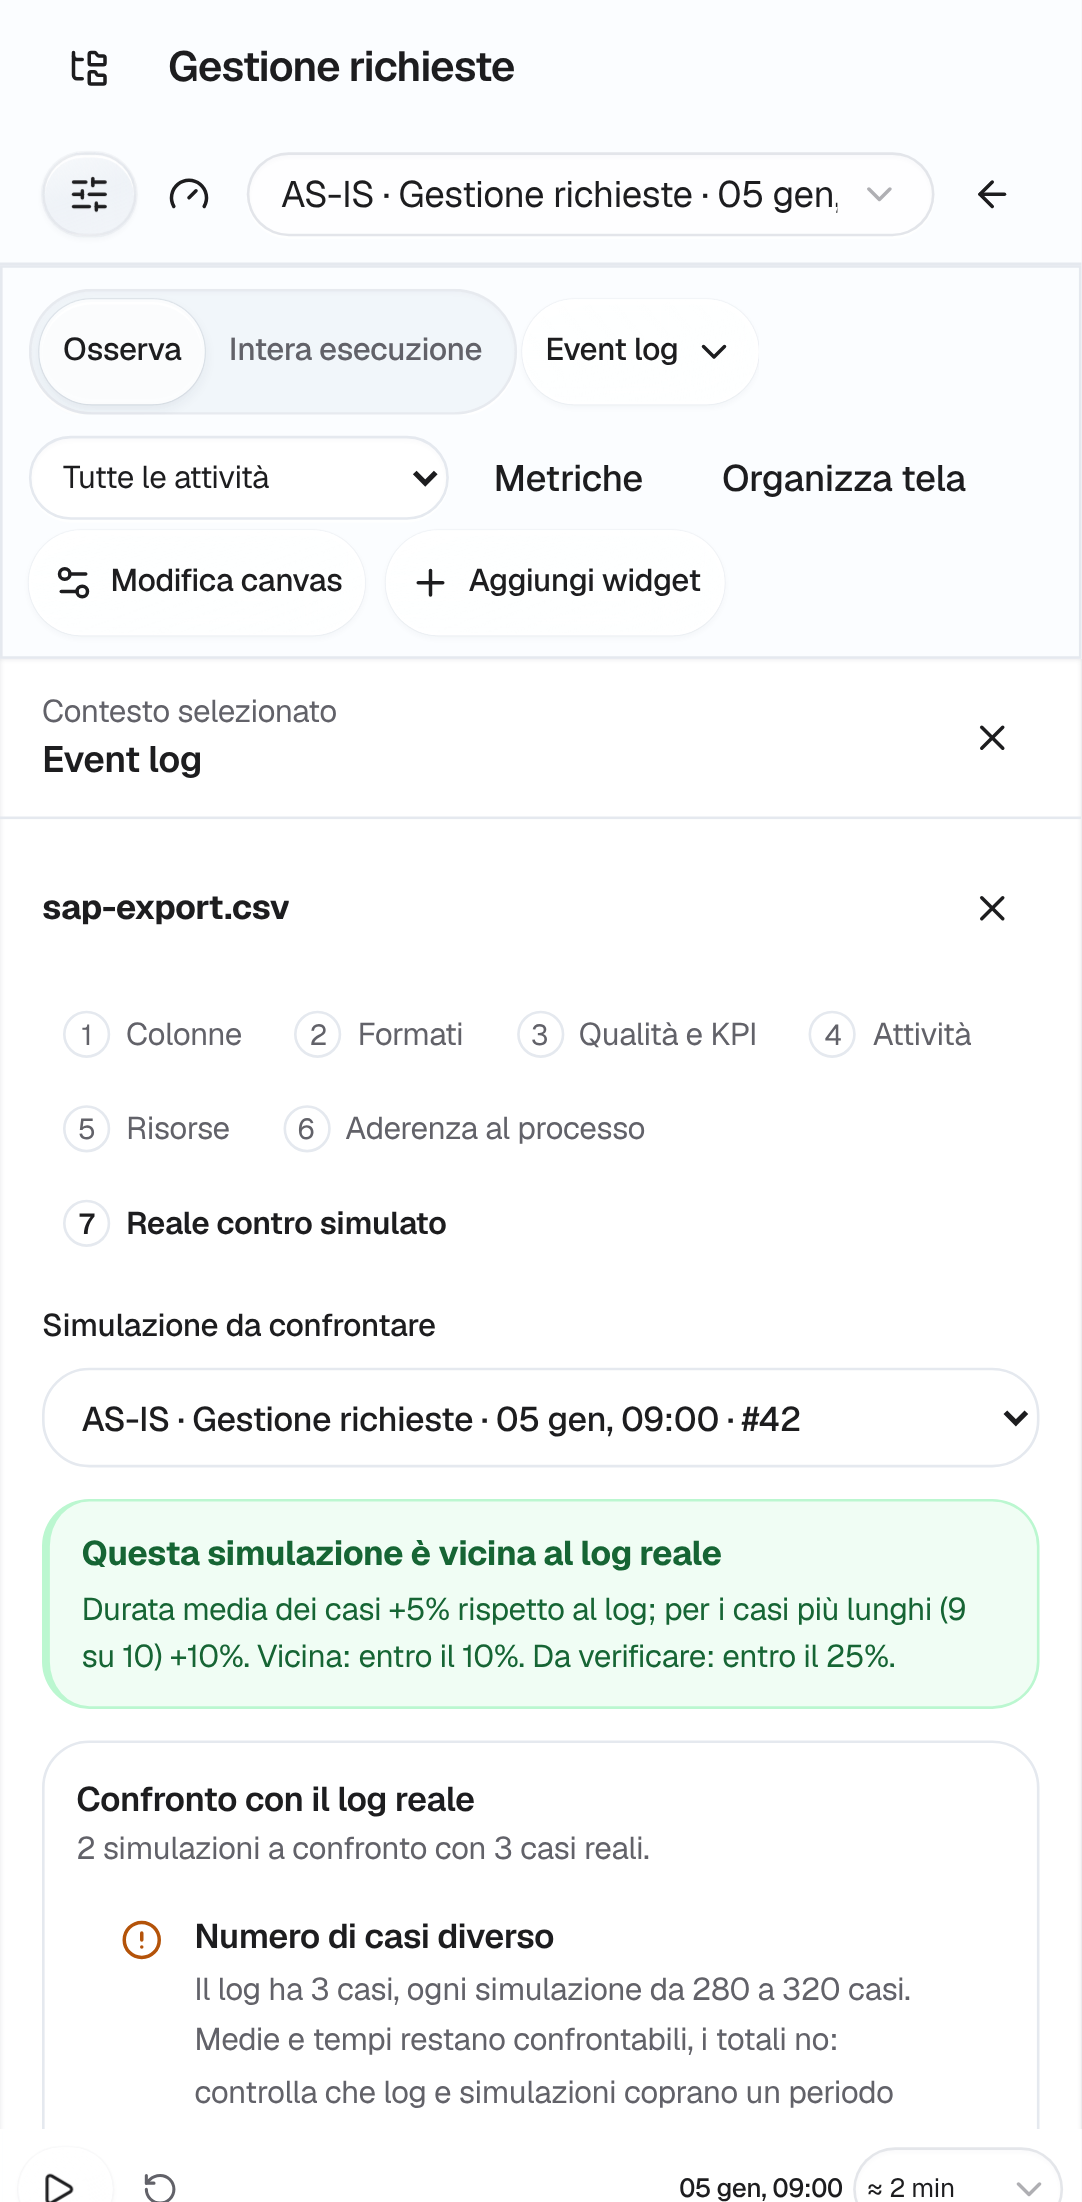 Gestione richieste
AS-IS · Gestione richieste · 05 gen,
Osserva
Intera esecuzione
Event log
Tutte le attività
Metriche
Organizza tela
Modifica canvas
Aggiungi widget
Contesto selezionato
Event log
sap-export.csv
1 Colonne
2 Formati
3 Qualità e KPI
4 Attività
5 Risorse
6 Aderenza al processo
7 Reale contro simulato
Simulazione da confrontare
AS-IS · Gestione richieste · 05 gen, 09:00 · #42
Questa simulazione è vicina al log reale
Durata media dei casi +5% rispetto al log; per i casi più lunghi (9
su 10) +10%. Vicina: entro il 10%. Da verificare: entro il 25%.
Confronto con il log reale
2 simulazioni a confronto con 3 casi reali.
Numero di casi diverso
Il log ha 3 casi, ogni simulazione da 280 a 320 casi.
Medie e tempi restano confrontabili, i totali no:
controlla che log e simulazioni coprano un periodo
05 gen, 09:00
≈ 2 min